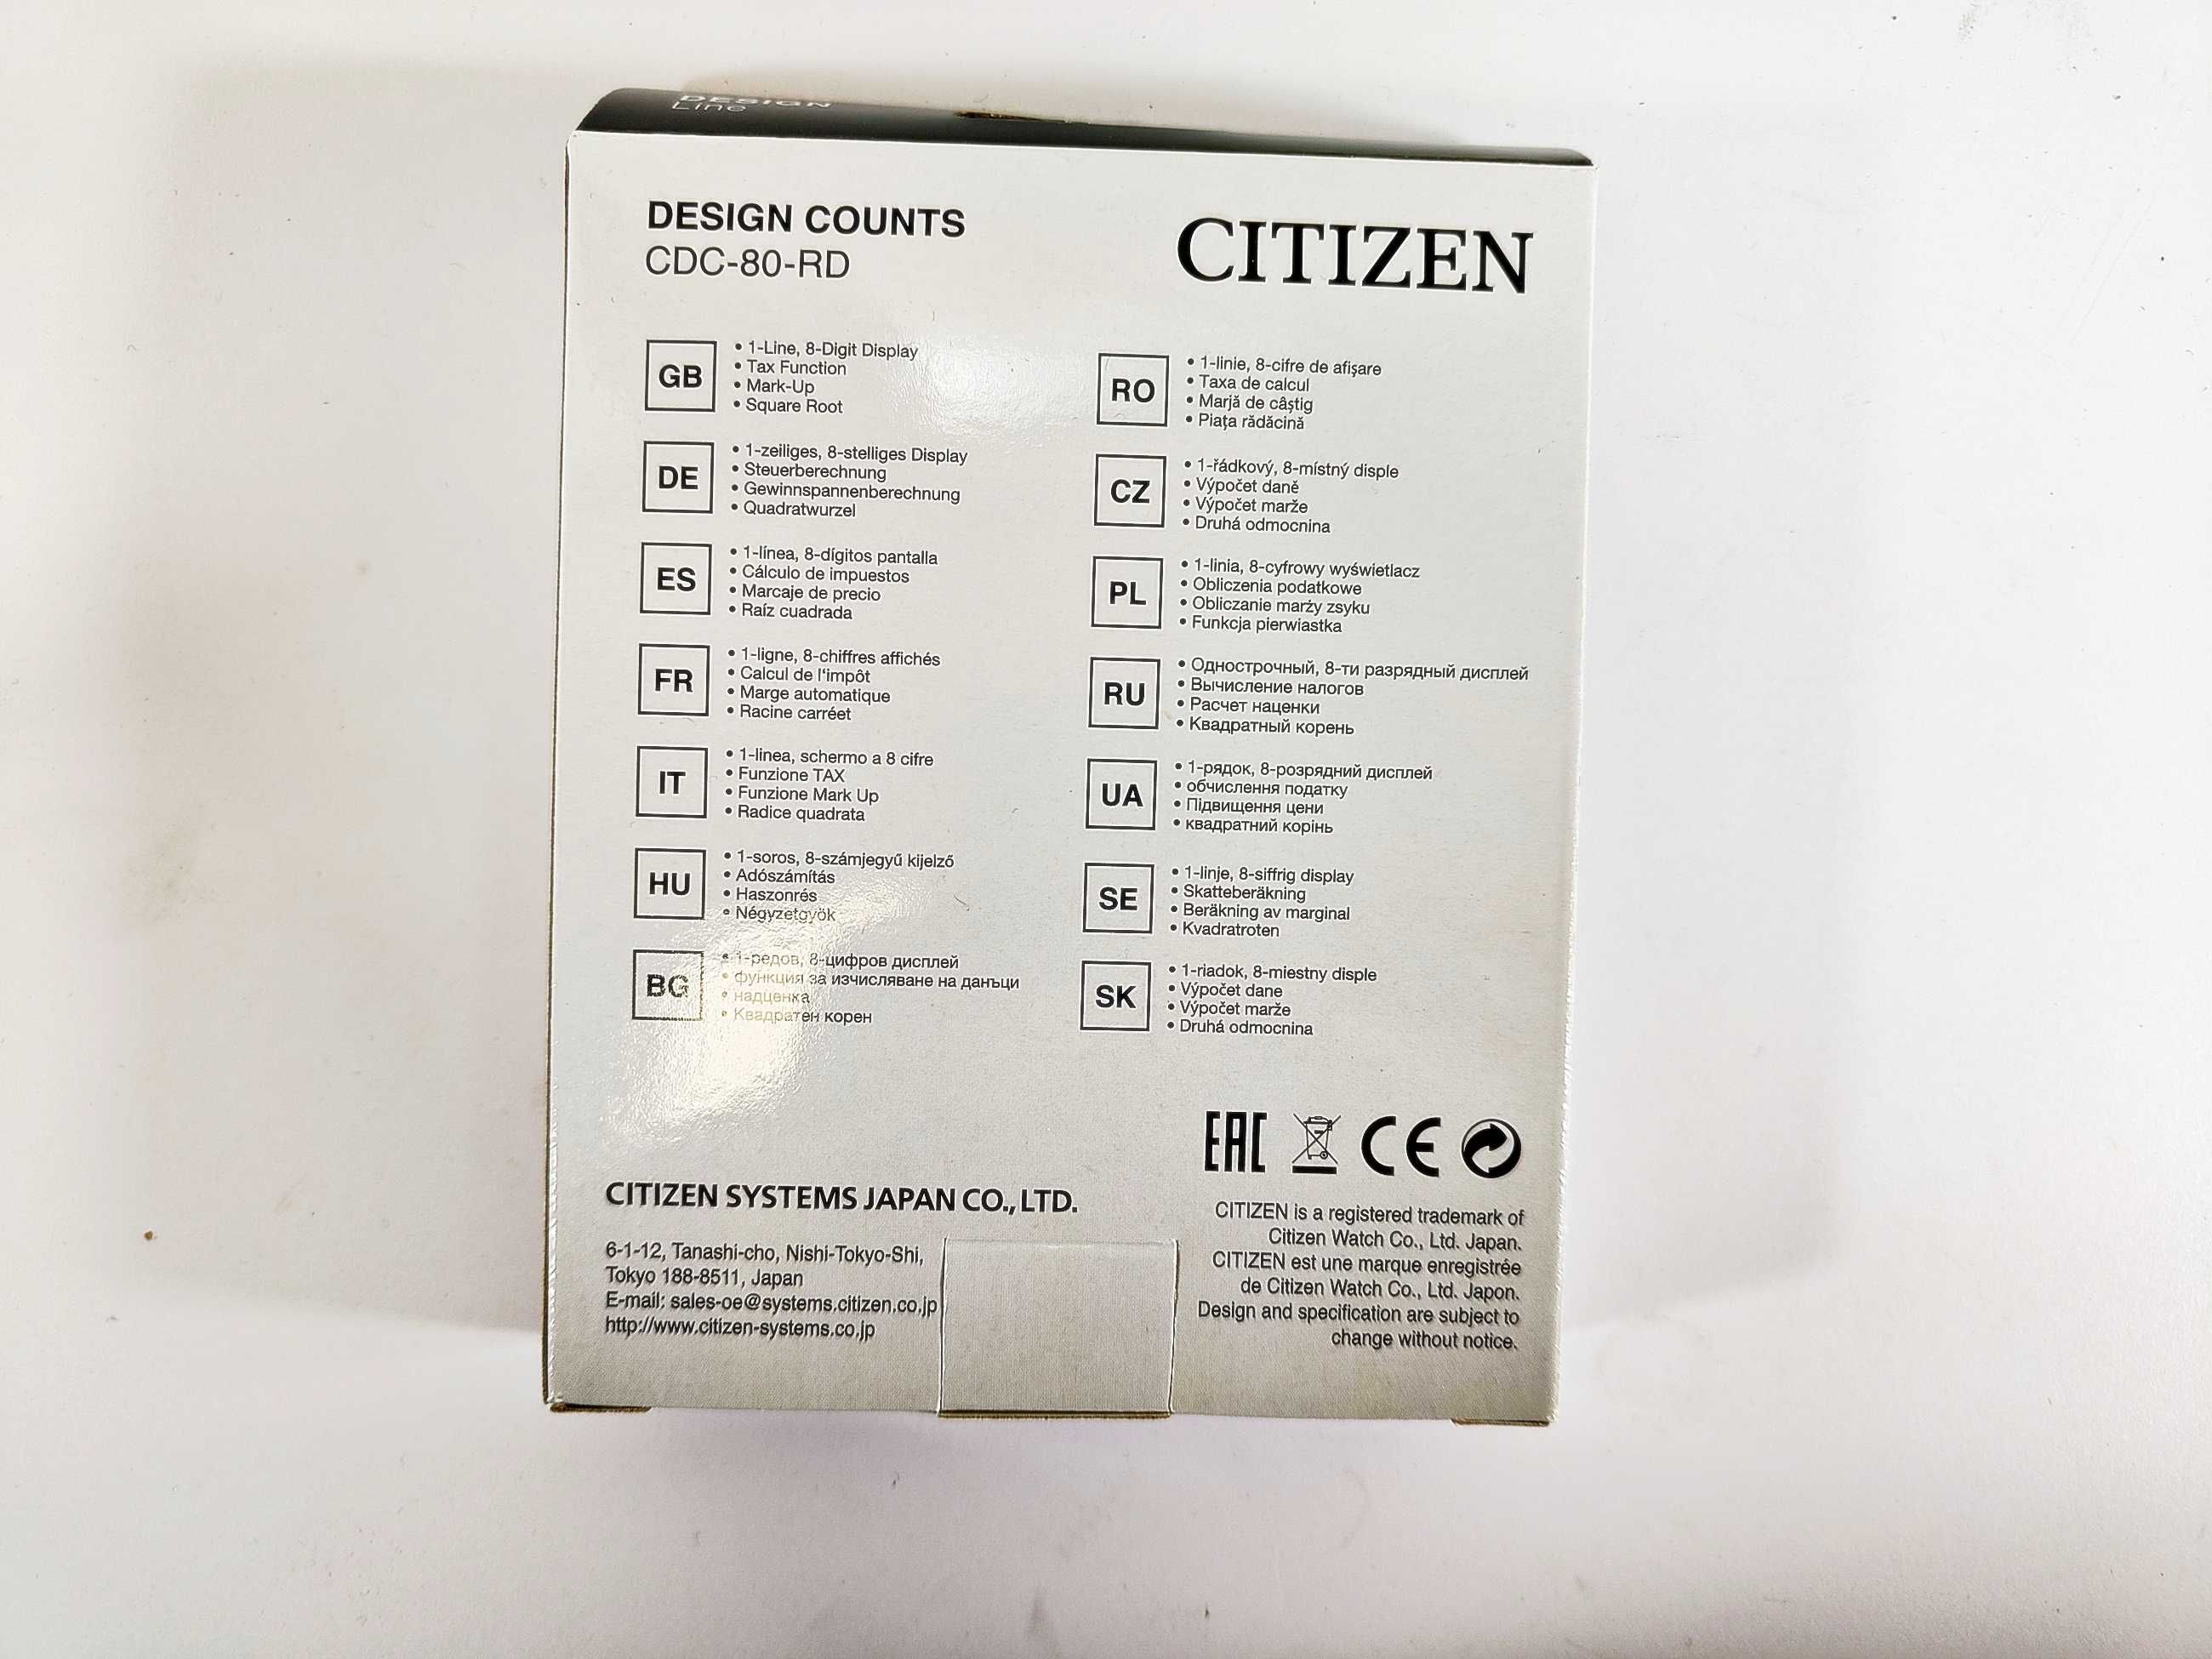 DESIGN
Line
DESIGN COUNTS
CDC-80-RD
CITIZEN
GB
• 1-Line, 8-Digit Display
• Tax Function
• Mark-Up
• Square Root
DE
• 1-zeiliges, 8-stelliges Display
• Steuerberechnung
• Gewinnspannenberechnung
• Quadratwurzel
ES
• 1-línea, 8-dígitos pantalla
• Cálculo de impuestos
• Marcaje de precio
• Raíz cuadrada
FR
• 1-ligne, 8-chiffres affichés
• Calcul de l‘impôt
• Marge automatique
• Racine carréet
IT
• 1-linea, schermo a 8 cifre
• Funzione TAX
• Funzione Mark Up
• Radice quadrata
HU
• 1-soros, 8-számjegyű kijelző
• Adószámítás
• Haszonrés
• Négyzetgyök
BG
• 1-редов, 8-цифров дисплей
• функция за изчисляване на данъци
• надценка
• Квадратен корен
RO
• 1-linie, 8-cifre de afişare
• Taxa de calcul
• Marjă de câştig
• Piaţa rădăcină
CZ
• 1-řádkový, 8-místný disple
• Výpočet daně
• Výpočet marže
• Druhá odmocnina
PL
• 1-linia, 8-cyfrowy wyświetlacz
• Obliczenia podatkowe
• Obliczanie marży zsyku
• Funkcja pierwiastka
RU
• Однострочный, 8-ти разрядный дисплей
• Вычисление налогов
• Расчет наценки
• Квадратный корень
UA
• 1-рядок, 8-розрядний дисплей
• обчислення податку
• Підвищення цени
• квадратний корінь
SE
• 1-linje, 8-siffrig display
• Skatteberäkning
• Beräkning av marginal
• Kvadratroten
SK
• 1-riadok, 8-miestny disple
• Výpočet dane
• Výpočet marže
• Druhá odmocnina
EAC CE
CITIZEN SYSTEMS JAPAN CO., LTD.
6-1-12, Tanashi-cho, Nishi-Tokyo-Shi,
Tokyo 188-8511, Japan
E-mail: sales-oe@systems.citizen.co.jp
http://www.citizen-systems.co.jp
CITIZEN is a registered trademark of
Citizen Watch Co., Ltd. Japan.
CITIZEN est une marque enregistrée
de Citizen Watch Co., Ltd. Japon.
Design and specification are subject to
change without notice.